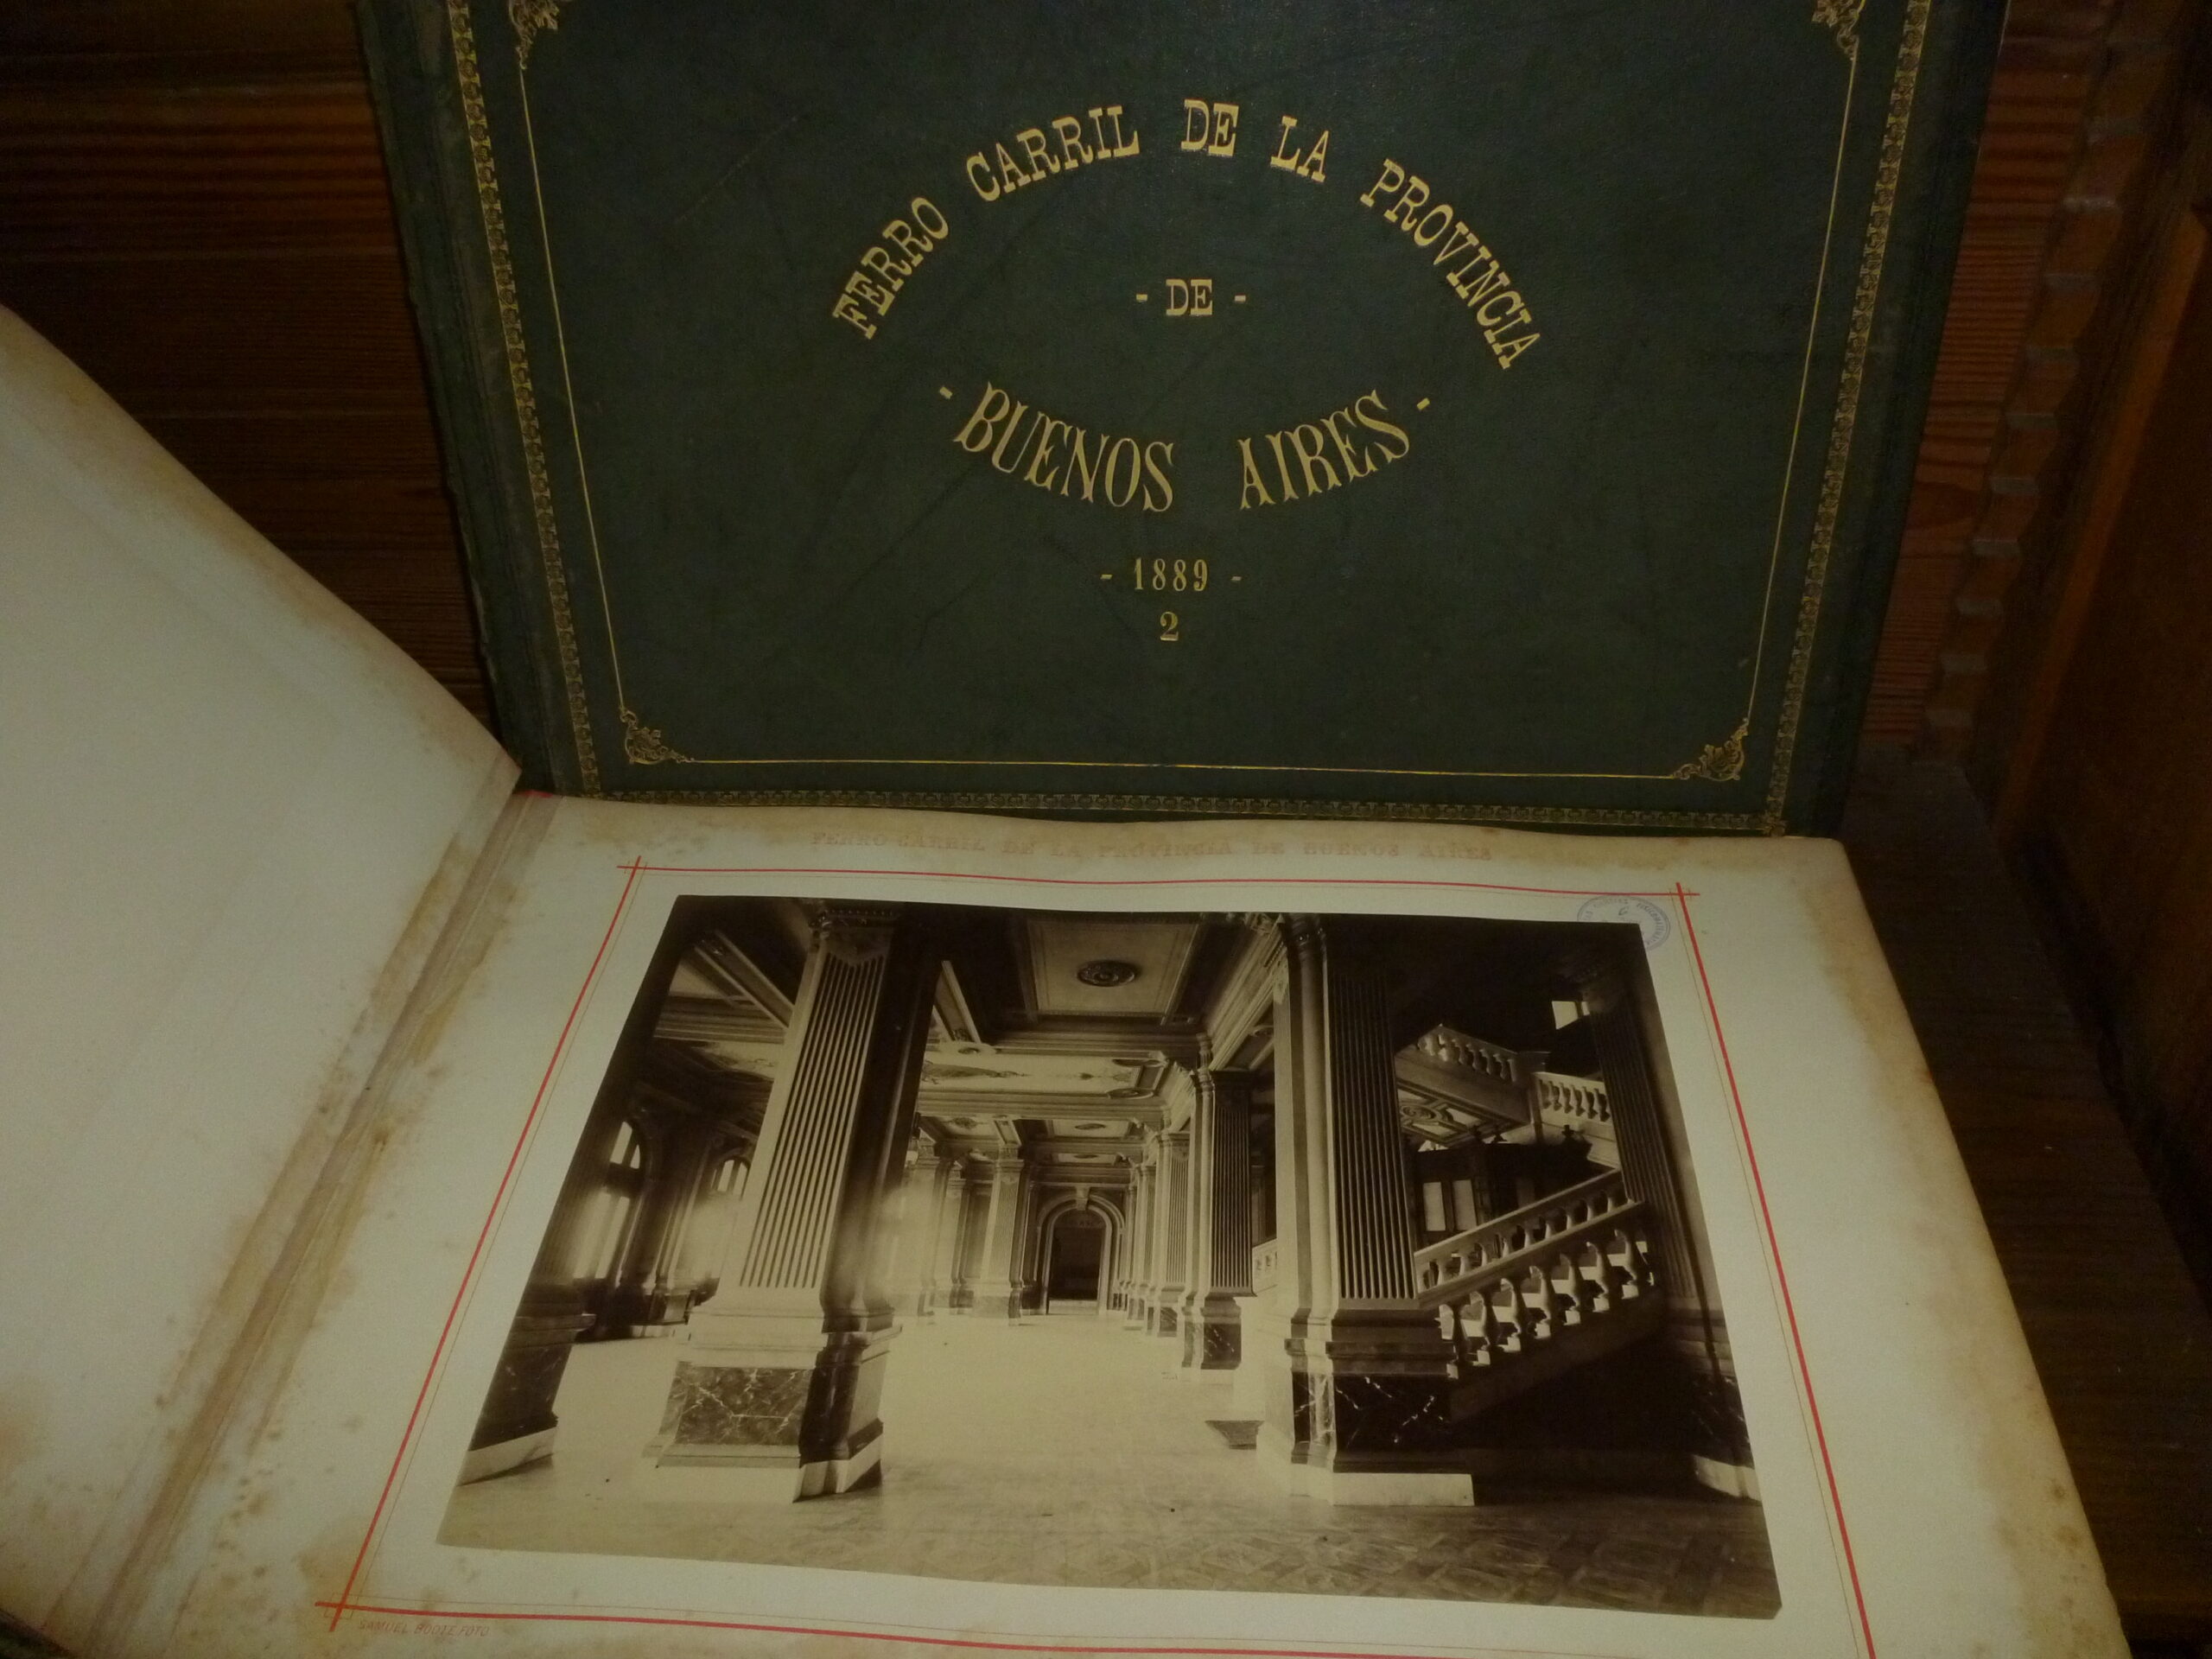 FERRO CARRIL DE LA PROVINCIA
- DE -
- BUENOS AIRES -
- 1889 -
2
FERRO-CARRIL DE LA PROVINCIA DE BUENOS AIRES
SAMUEL BOOTE, FOTO